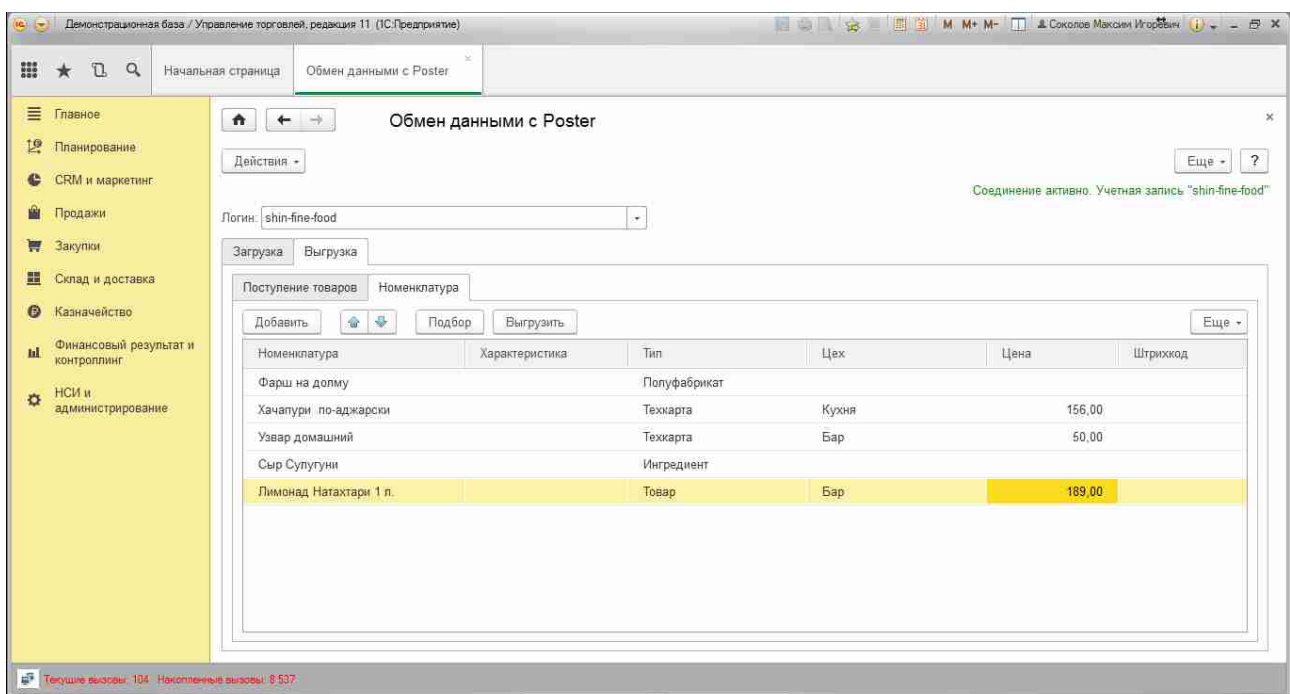 Демонстрационная база / Управление торговлей, редакция 11 (1С:Предприятие)
M M+ M- Соколов Максим Игоревич
Начальная страница Обмен данными с Poster
Главное
Планирование
CRM и маркетинг
Продажи
Закупки
Склад и доставка
Казначейство
Финансовый результат и
контроллинг
НСИ и
администрирование
Обмен данными с Poster
Действия Еще ?
Соединение активно. Учетная запись "shin-fine-food"
Логин: shin-fine-food
Загрузка Выгрузка
Поступление товаров Номенклатура
Добавить Подбор Выгрузить Еще
Номенклатура Характеристика Тип Цех Цена Штрихкод
Фарш на долму Полуфабрикат
Хачапури по-аджарски Техкарта Кухня 156,00
Узвар домашний Техкарта Бар 50,00
Сыр Сулугуни Ингредиент
Лимонад Натахтари 1 л. Товар Бар 189,00
Текущие вызовы: 104 Накопленные вызовы: 8 537